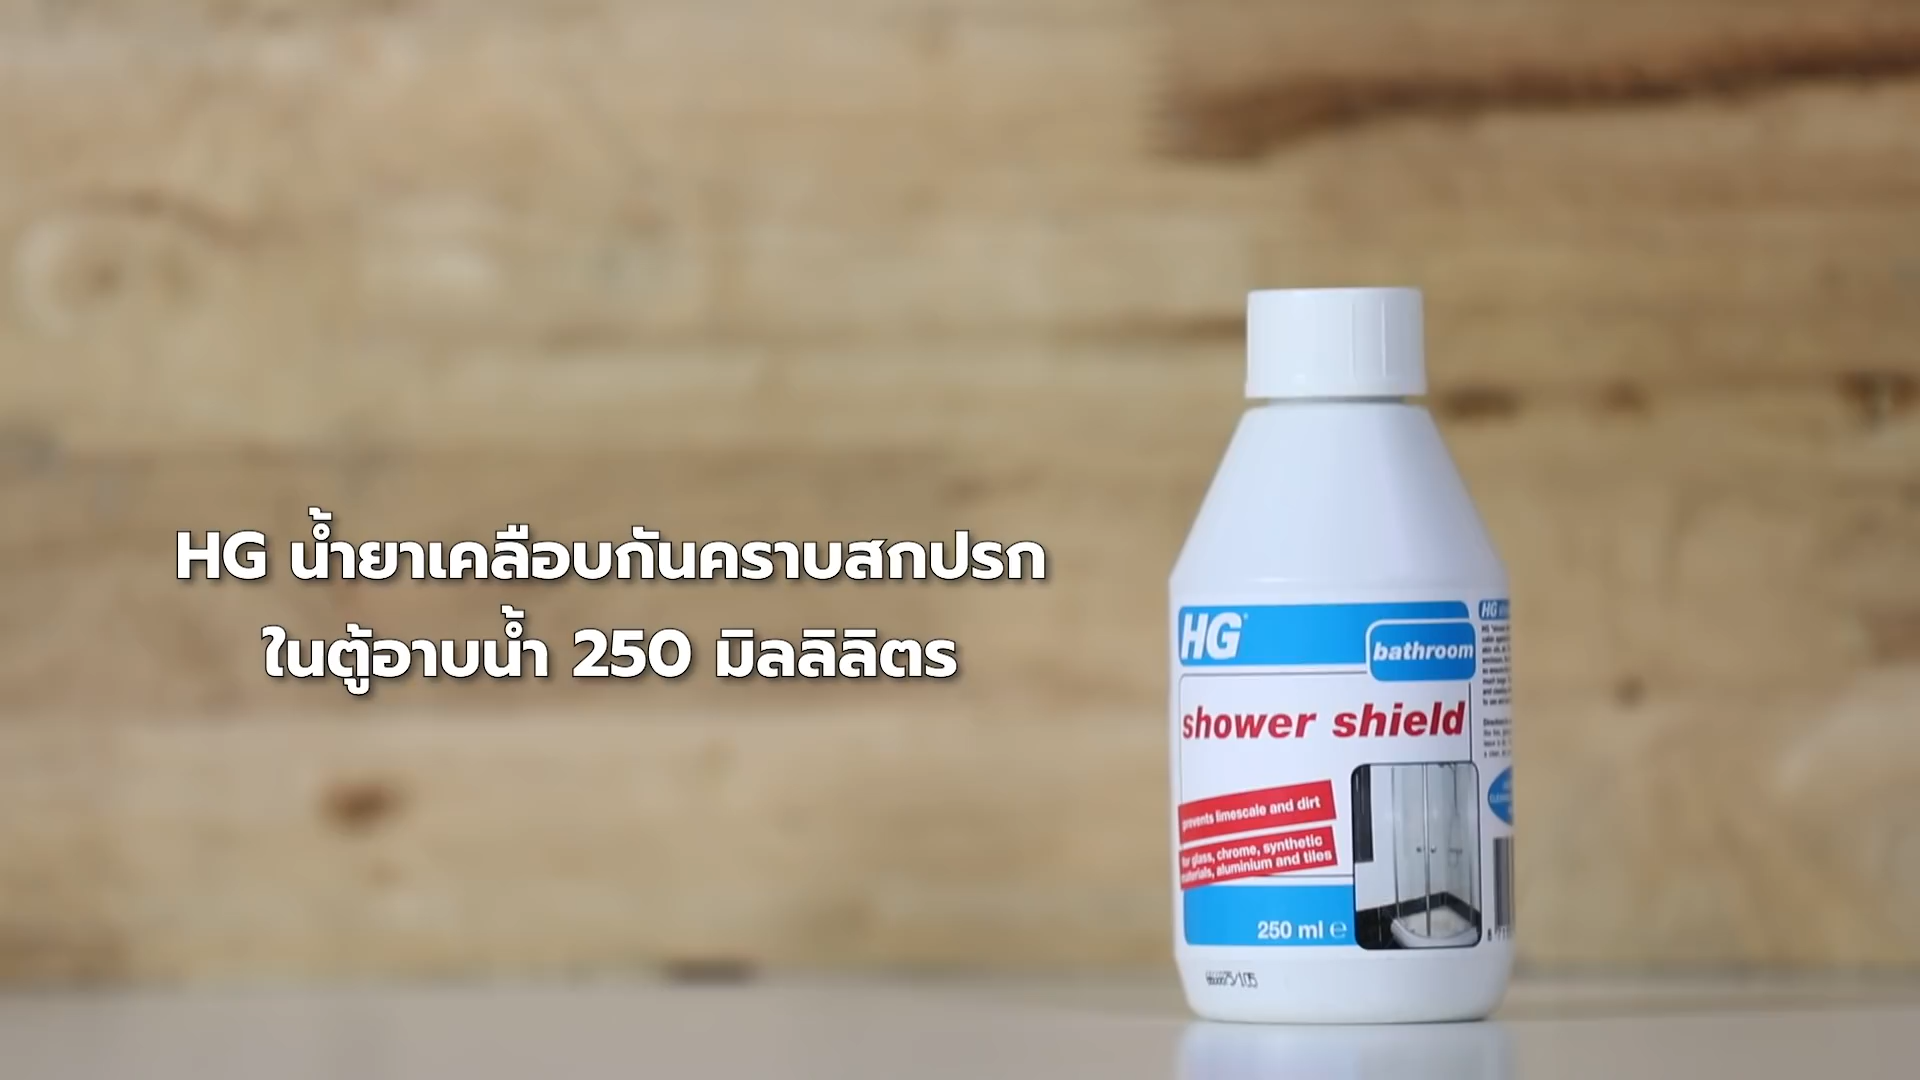 HG น้ำยาเคลือบกันคราบสกปรก
ในตู้อาบน้ำ 250 มิลลิลิตร
HG
bathroom
shower shield
prevents limescale and dirt
for glass, chrome, synthetic
materials, aluminium and tiles
250 ml e
HG